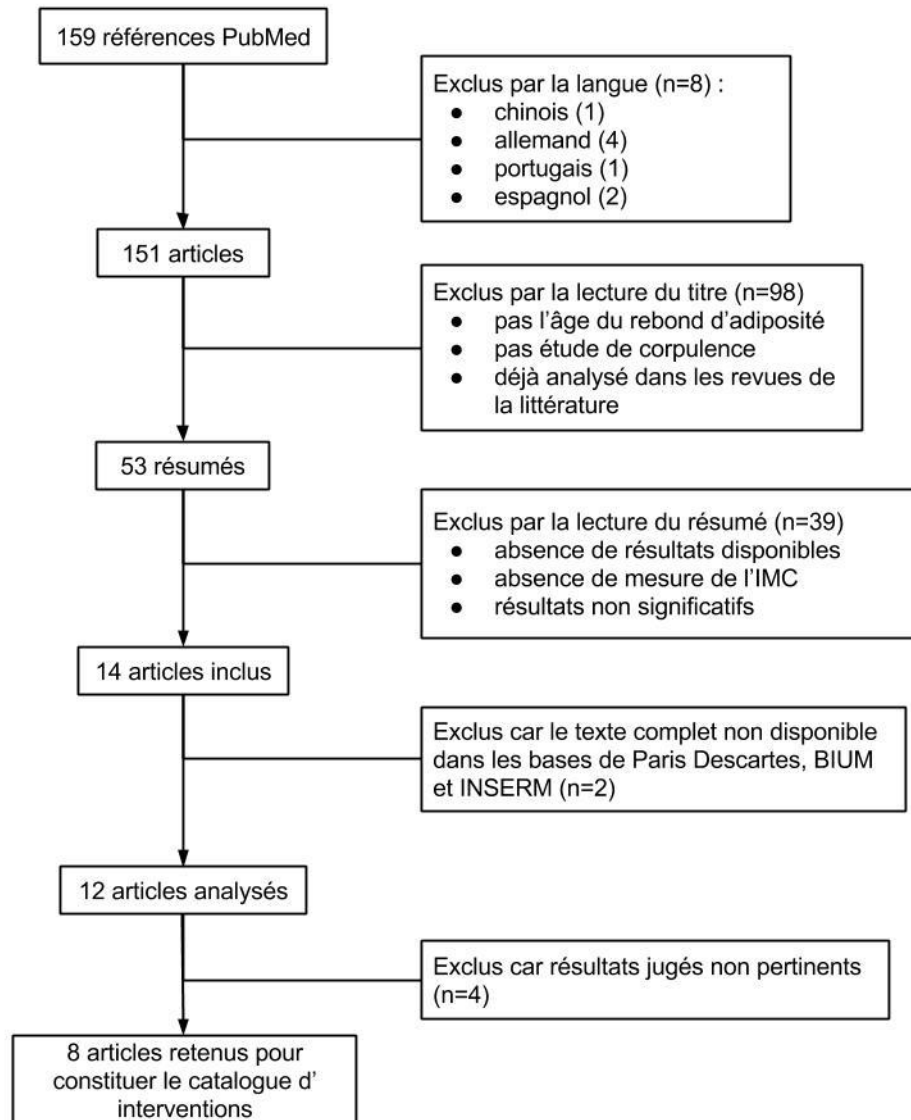 159 références PubMed
Exclus par la langue (n=8) :
● chinois (1)
● allemand (4)
● portugais (1)
● espagnol (2)
151 articles
Exclus par la lecture du titre (n=98)
● pas l’âge du rebond d’adiposité
● pas étude de corpulence
● déjà analysé dans les revues de
la littérature
53 résumés
Exclus par la lecture du résumé (n=39)
● absence de résultats disponibles
● absence de mesure de l’IMC
● résultats non significatifs
14 articles inclus
Exclus car le texte complet non disponible
dans les bases de Paris Descartes, BIUM
et INSERM (n=2)
12 articles analysés
Exclus car résultats jugés non pertinents
(n=4)
8 articles retenus pour
constituer le catalogue d’
interventions